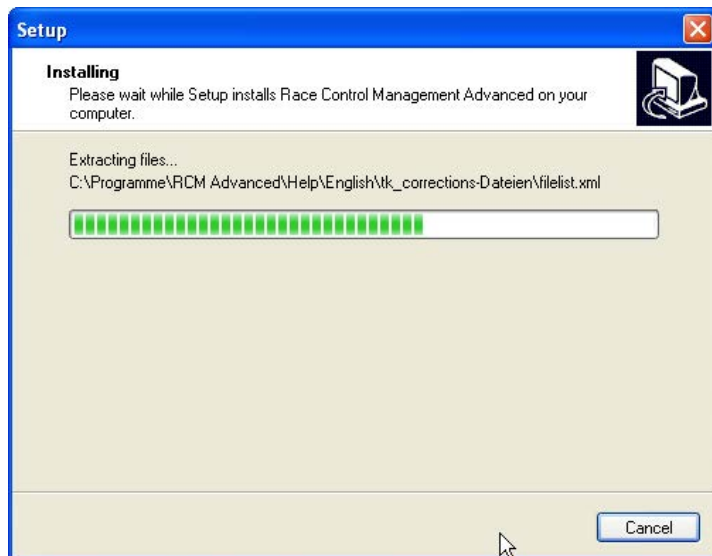 Setup
Installing
Please wait while Setup installs Race Control Management Advanced on your
computer.
Extracting files...
C:\Programme\RCM Advanced\Help\English\tk_corrections-Dateien\filelist.xml
Cancel